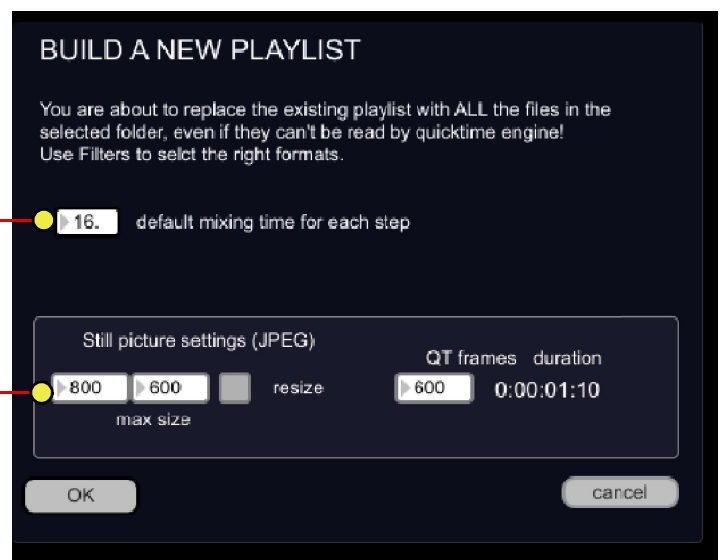 BUILD A NEW PLAYLIST
You are about to replace the existing playlist with ALL the files in the
selected folder, even if they can't be read by quicktime engine!
Use Filters to selct the right formats.
16. default mixing time for each step
Still picture settings (JPEG)
QT frames duration
800 600 resize 600 0:00:01:10
max size
OK cancel